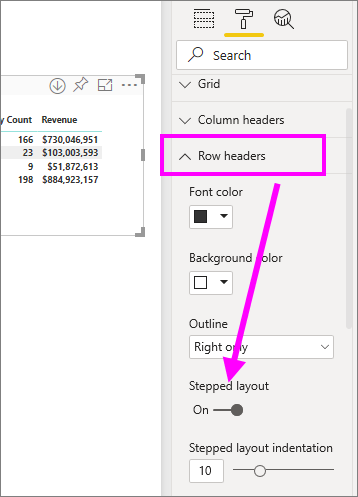 Search
Grid
y Count Revenue
166 $730,046,951
23 $103,003,593
9 $51,872,613
198 $884,923,157
Column headers
Row headers
Font color
Background color
Outline
Right only
Stepped layout
On
Stepped layout indentation
10